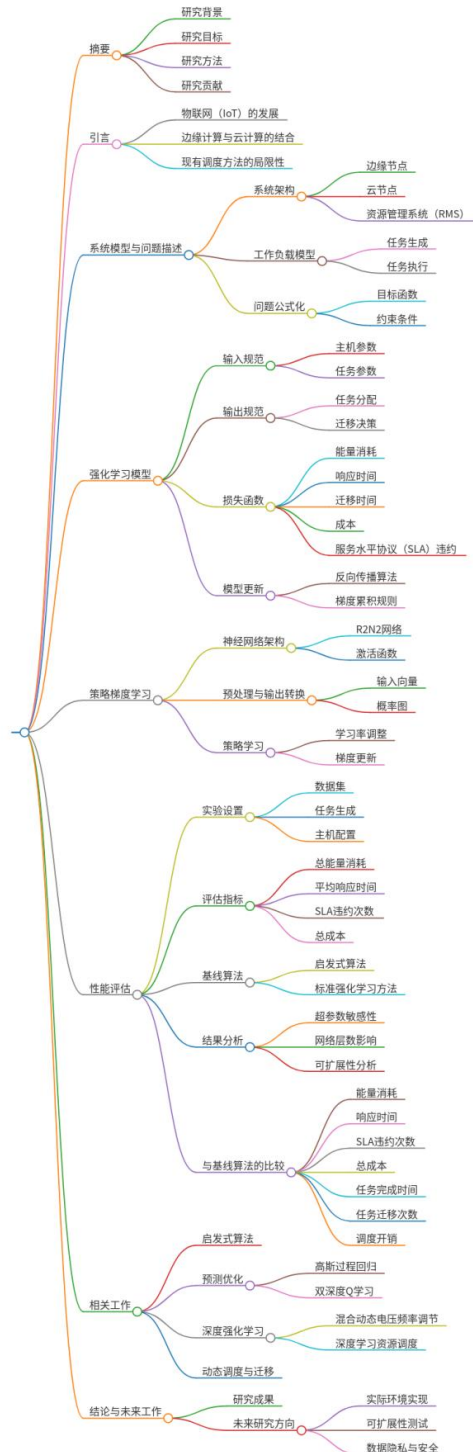 摘要
研究背景
研究目标
研究方法
研究贡献
引言
物联网（IoT）的发展
边缘计算与云计算的结合
现有调度方法的局限性
系统模型与问题描述
系统架构
边缘节点
云节点
资源管理系统（RMS）
工作负载模型
任务生成
任务执行
问题公式化
目标函数
约束条件
强化学习模型
输入规范
主机参数
任务参数
输出规范
任务分配
迁移决策
损失函数
能量消耗
响应时间
迁移时间
成本
服务水平协议（SLA）违约
模型更新
反向传播算法
梯度累积规则
策略梯度学习
神经网络架构
R2N2网络
激活函数
预处理与输出转换
输入向量
概率图
策略学习
学习率调整
梯度更新
性能评估
实验设置
数据集
任务生成
主机配置
评估指标
总能量消耗
平均响应时间
SLA违约次数
总成本
基线算法
启发式算法
标准强化学习方法
结果分析
超参数敏感性
网络层数影响
可扩展性分析
与基线算法的比较
能量消耗
响应时间
SLA违约次数
总成本
任务完成时间
任务迁移次数
调度开销
相关工作
启发式算法
预测优化
高斯过程回归
双深度Q学习
深度强化学习
混合动态电压频率调节
深度学习资源调度
动态调度与迁移
结论与未来工作
研究成果
未来研究方向
实际环境实现
可扩展性测试
数据隐私与安全